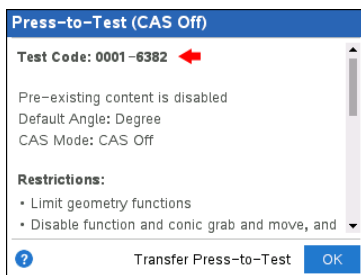 Press-to-Test (CAS Off)
Test Code: 0001-6382
Pre-existing content is disabled
Default Angle: Degree
CAS Mode: CAS Off
Restrictions:
• Limit geometry functions
• Disable function and conic grab and move, and
? Transfer Press-to-Test OK